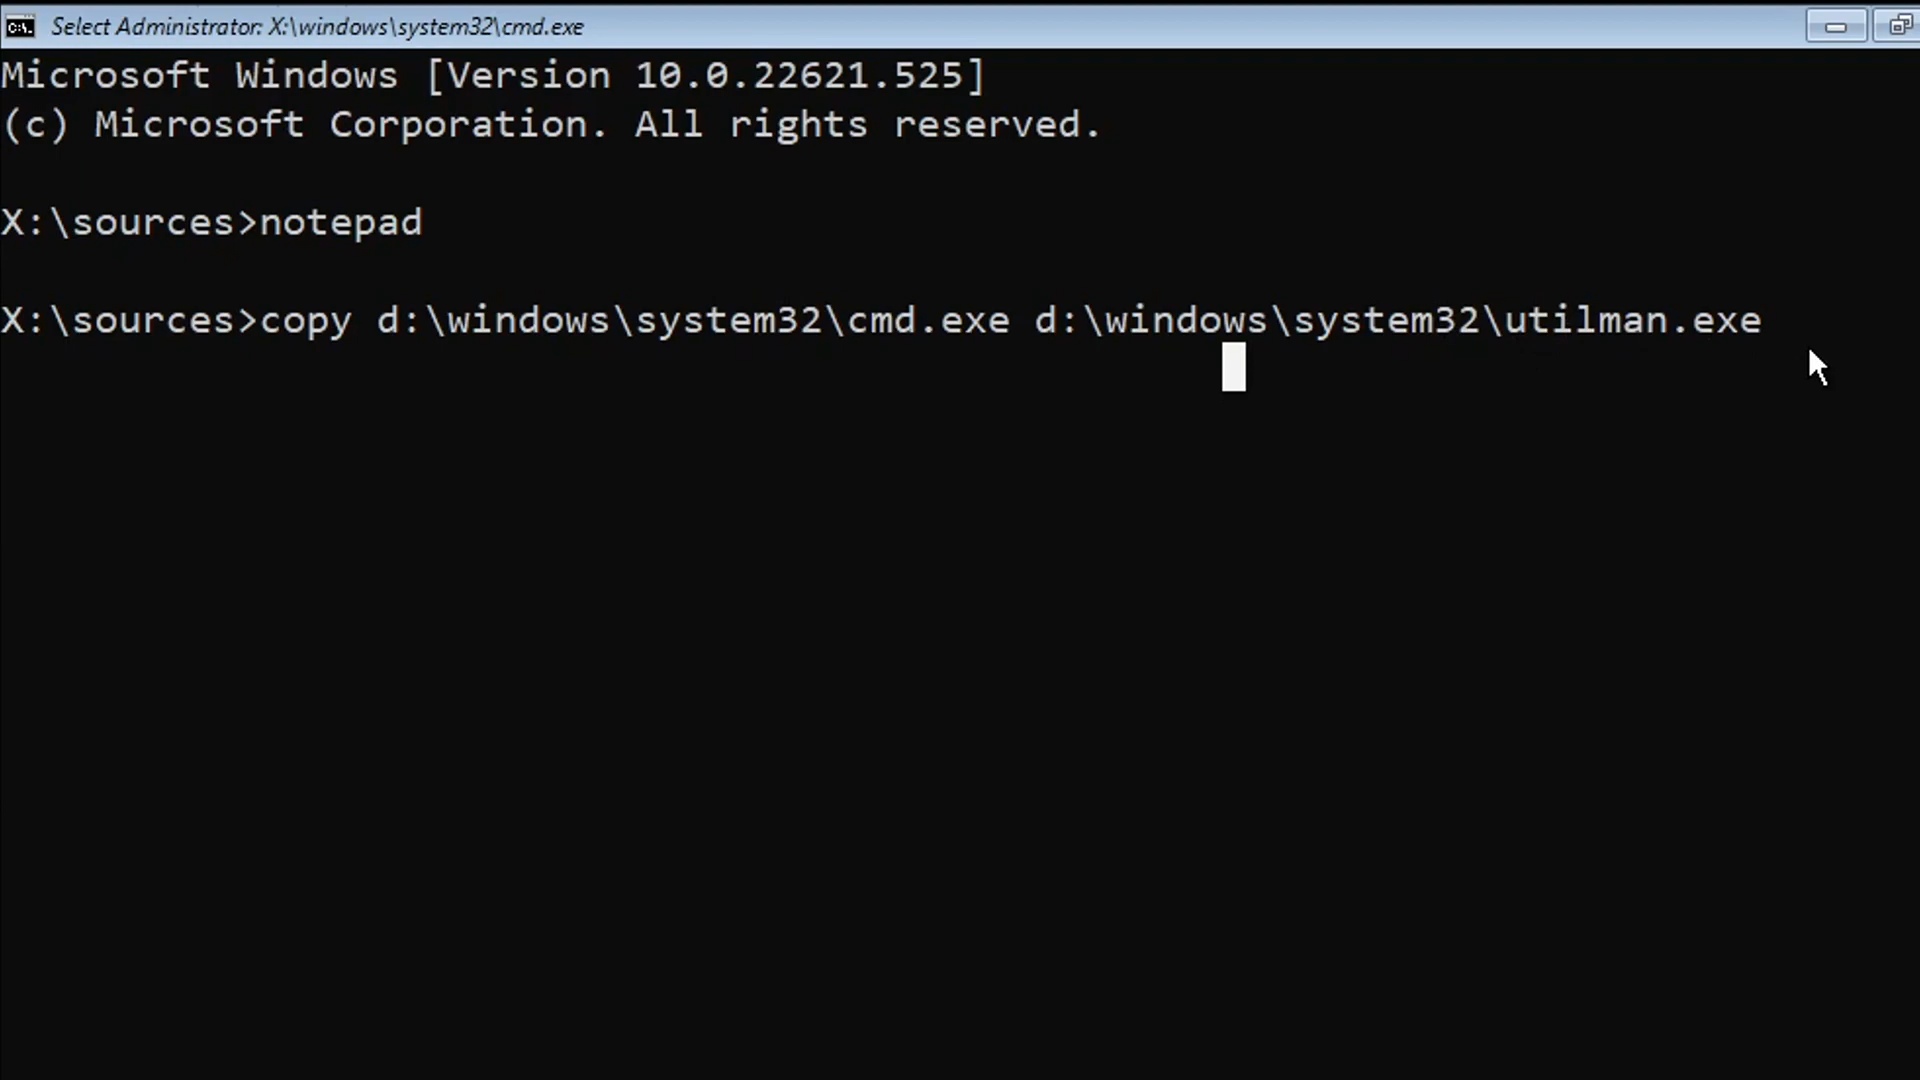 Select Administrator: X:\windows\system32\cmd.exe
Microsoft Windows [Version 10.0.22621.525]
(c) Microsoft Corporation. All rights reserved.
X:\sources>notepad
X:\sources>copy d:\windows\system32\cmd.exe d:\windows\system32\utilman.exe